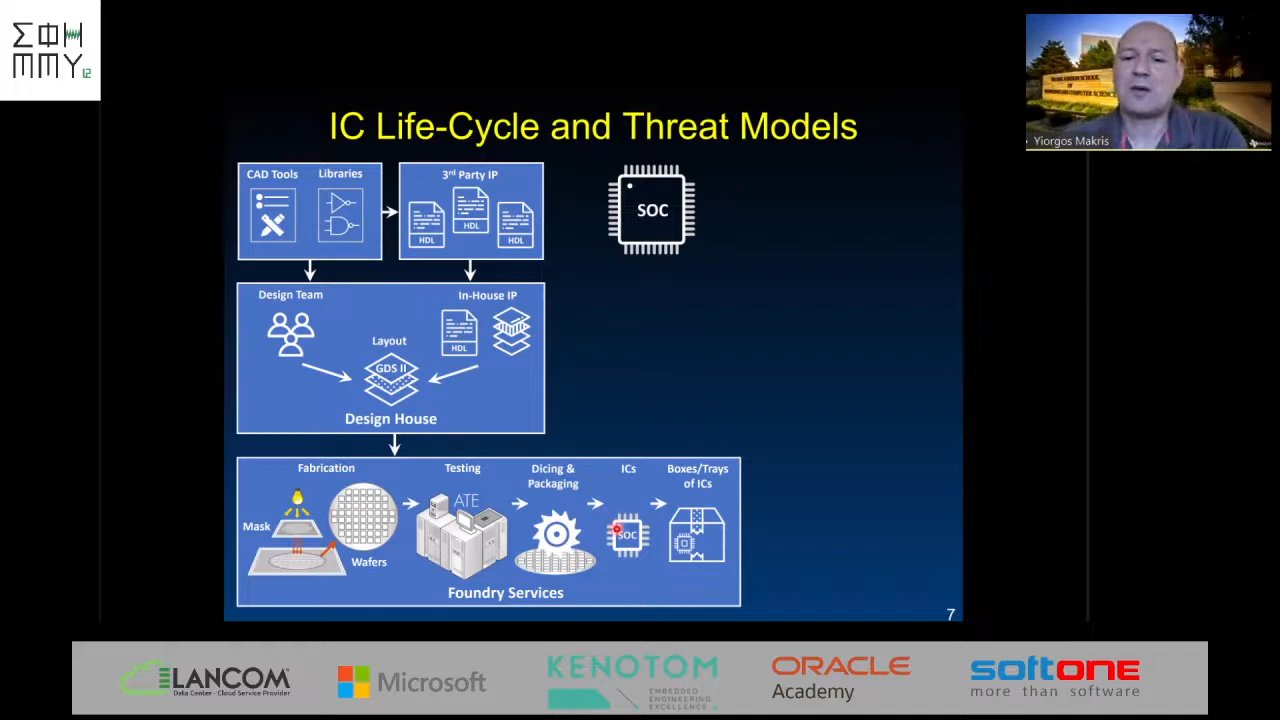 ΣΦΗ
ΜΜΥ 12
Yiorgos Makris
IC Life-Cycle and Threat Models
CAD Tools
Libraries
3rd Party IP
HDL
HDL
HDL
SOC
Design Team
In-House IP
HDL
Layout
GDS II
Design House
Fabrication
Testing
Dicing &
Packaging
ICs
Boxes/Trays
of ICs
Mask
Wafers
ATE
SOC
Foundry Services
7
LANCOM
Data Center - Cloud Service Provider
Microsoft
KENOTOM
EMBEDDED
ENGINEERING
EXCELLENCE
ORACLE
Academy
softone
more than software